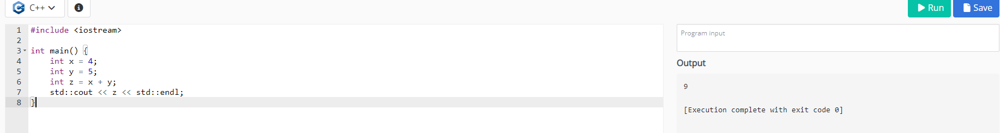 C++
Run
Save
1 #include <iostream>
2
3 int main() {
4     int x = 4;
5     int y = 5;
6     int z = x + y;
7     std::cout << z << std::endl;
8 }
Program input
Output
9
[Execution complete with exit code 0]